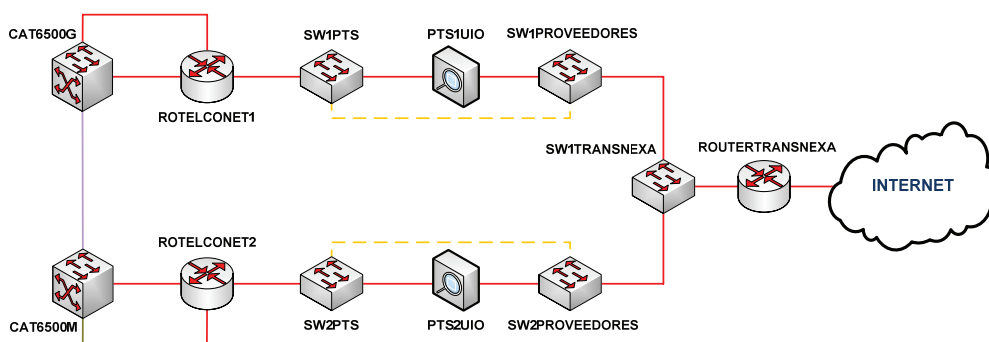 CAT6500G
SW1PTS
PTS1UIO
SW1PROVEEDORES
ROTELCONET1
SW1TRANSNEXA
ROUTERTRANSNEXA
INTERNET
ROTELCONET2
CAT6500M
SW2PTS
PTS2UIO
SW2PROVEEDORES